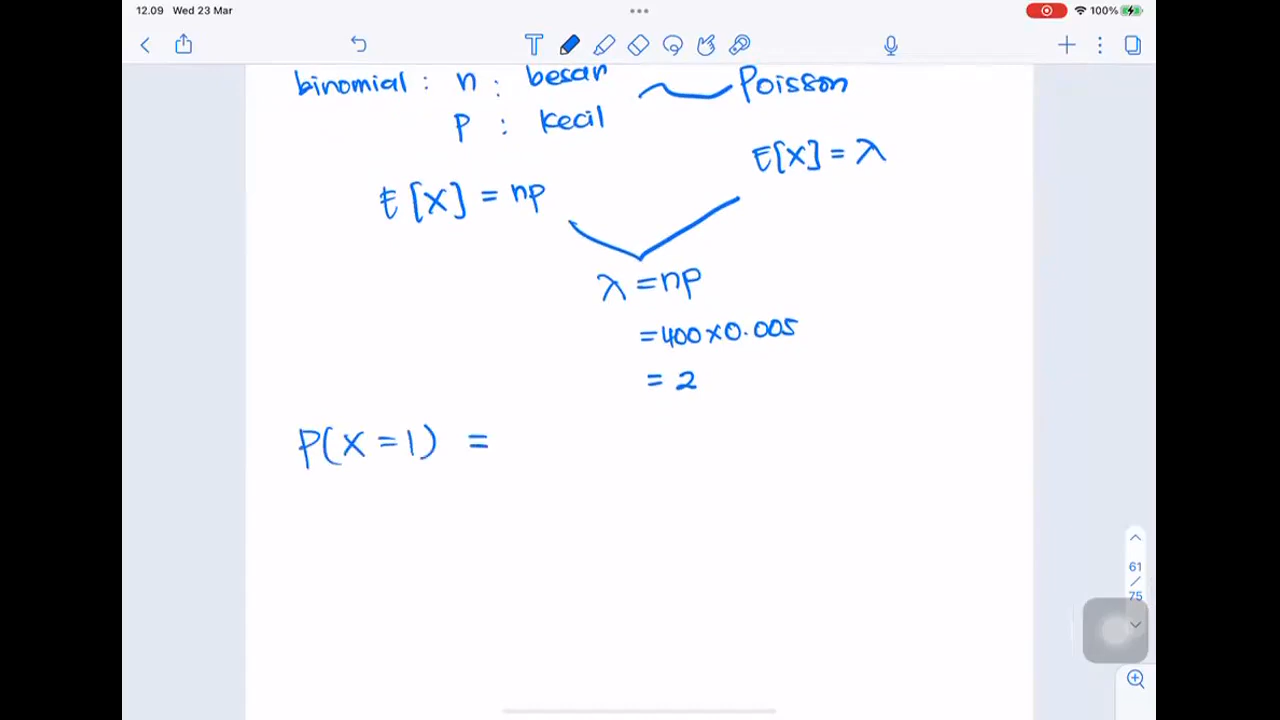 12.09 Wed 23 Mar
100%
T
binomial : n : besar Poisson
p : kecil
E[X] = λ
E[X] = np
λ = np
= 400 × 0.005
= 2
P(X = 1) =
61
/
75